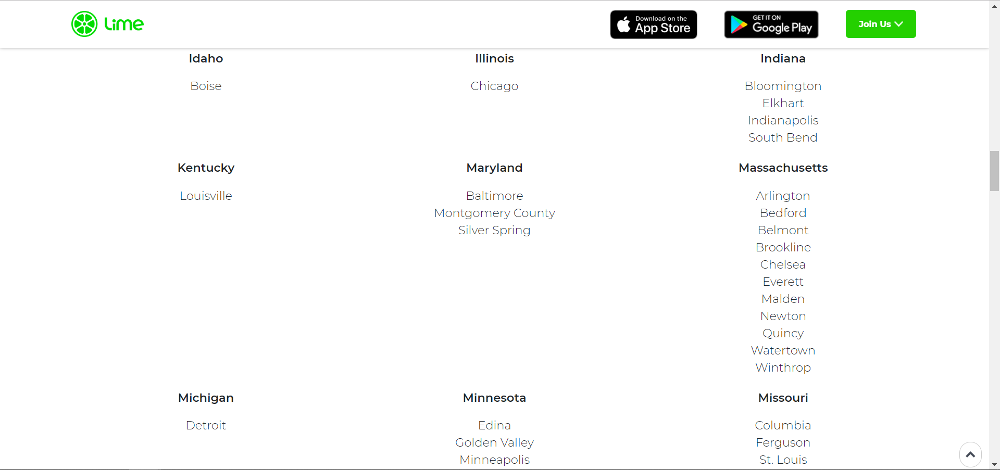 Lime
Download on the
App Store
GET IT ON
Google Play
Join Us
Idaho
Boise
Illinois
Chicago
Indiana
Bloomington
Elkhart
Indianapolis
South Bend
Kentucky
Louisville
Maryland
Baltimore
Montgomery County
Silver Spring
Massachusetts
Arlington
Bedford
Belmont
Brookline
Chelsea
Everett
Malden
Newton
Quincy
Watertown
Winthrop
Michigan
Detroit
Minnesota
Edina
Golden Valley
Minneapolis
Missouri
Columbia
Ferguson
St. Louis